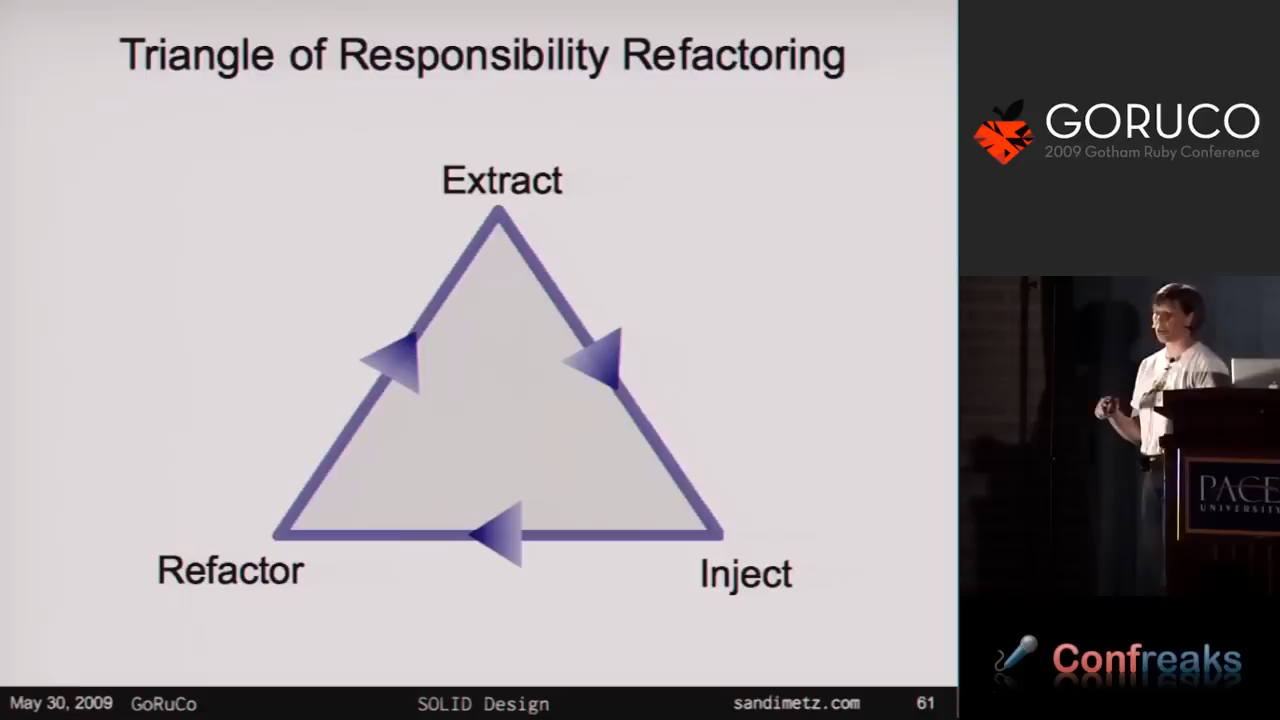 Triangle of Responsibility Refactoring
Extract
Refactor
Inject
May 30, 2009 GoRuCo SOLID Design sandimetz.com 61
GORUCO
2009 Gotham Ruby Conference
PACE
UNIVERSITY
Confreaks